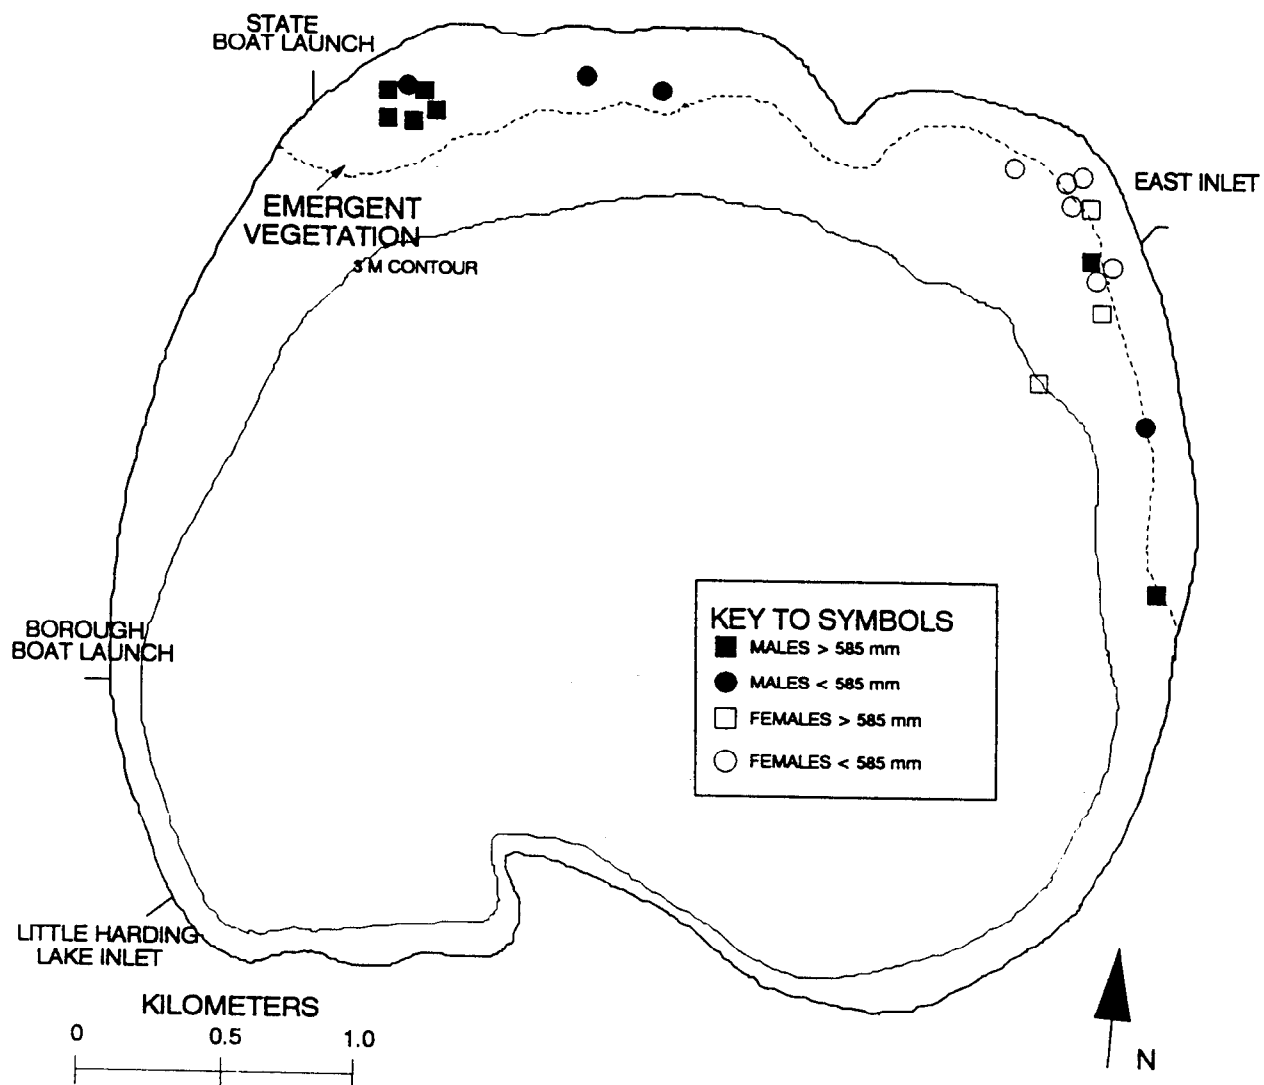 STATE
BOAT LAUNCH
EAST INLET
EMERGENT
VEGETATION
3 M CONTOUR
KEY TO SYMBOLS
MALES > 585 mm
MALES < 585 mm
FEMALES > 585 mm
FEMALES < 585 mm
BOROUGH
BOAT LAUNCH
LITTLE HARDING
LAKE INLET
KILOMETERS
0 0.5 1.0
N